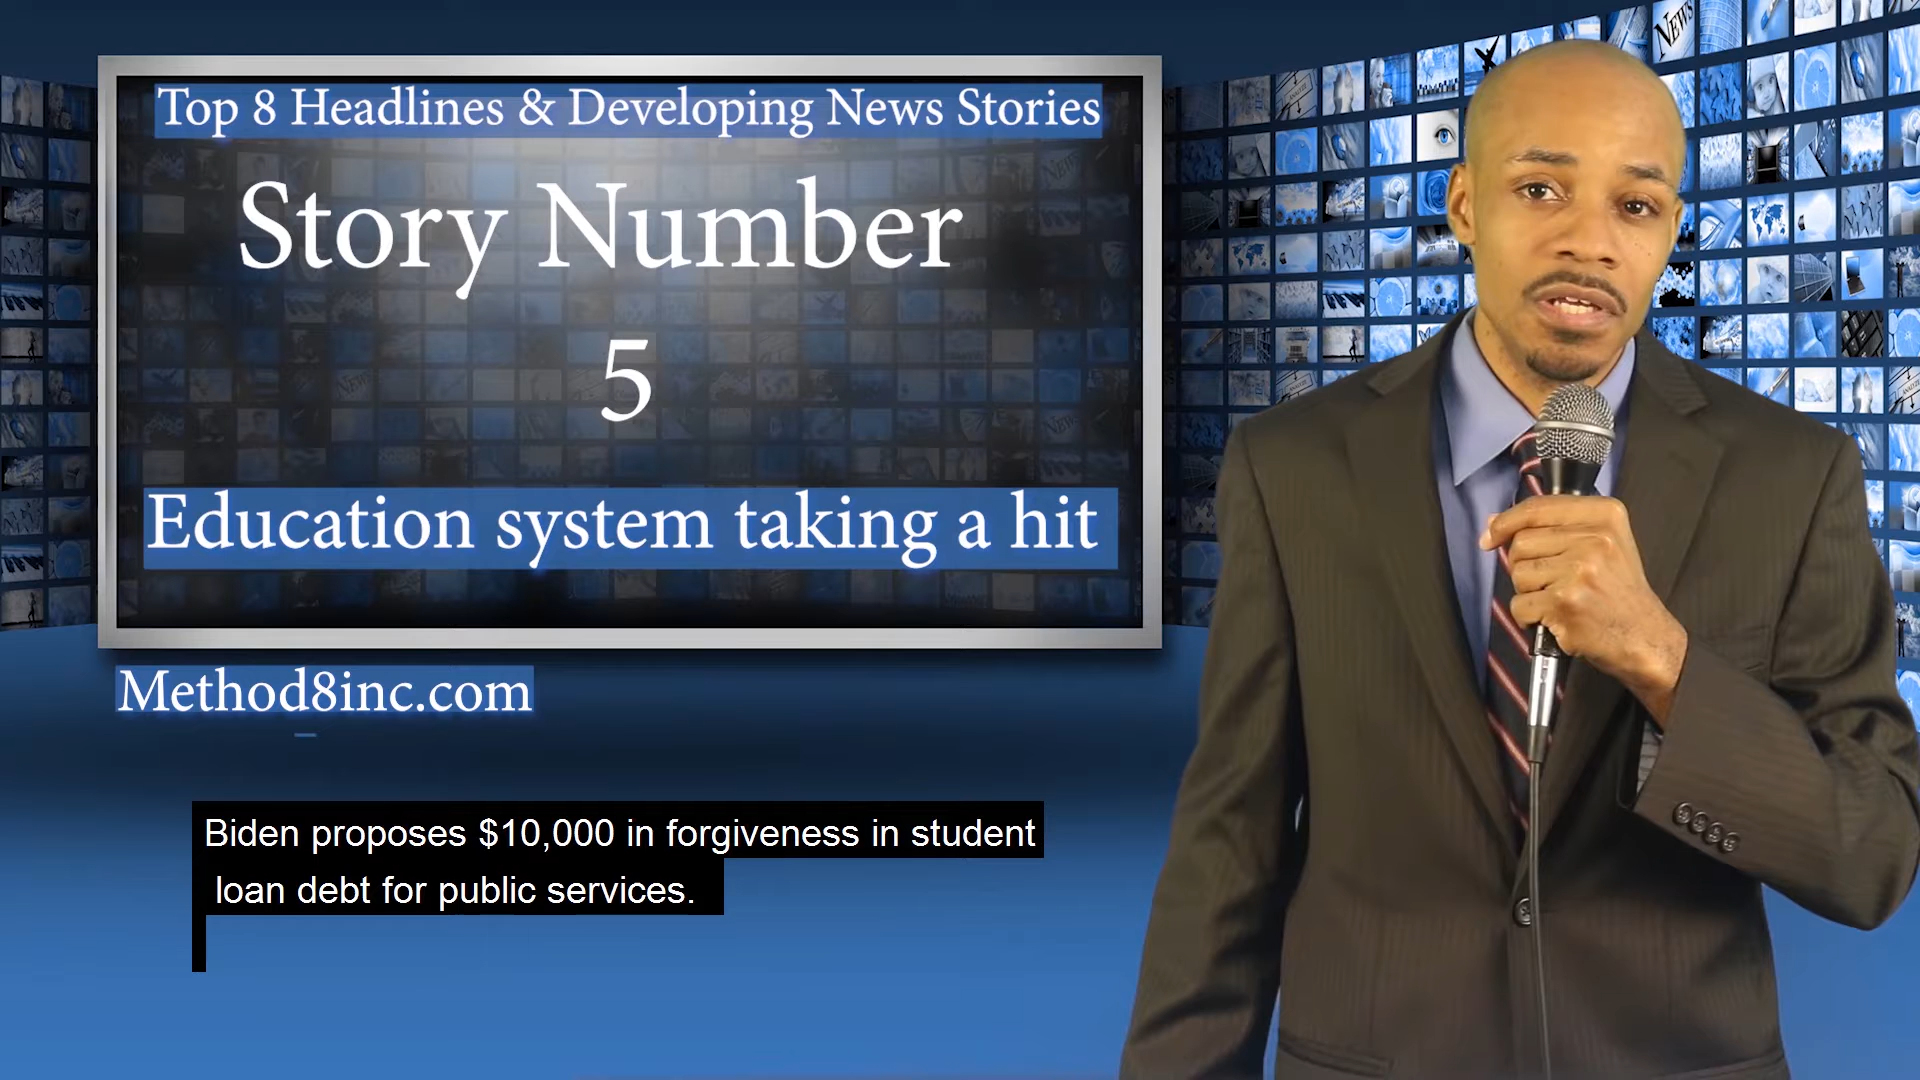 Top 8 Headlines & Developing News Stories
Story Number
5
Education system taking a hit
Method8inc.com
Biden proposes $10,000 in forgiveness in student
loan debt for public services.
NEWS